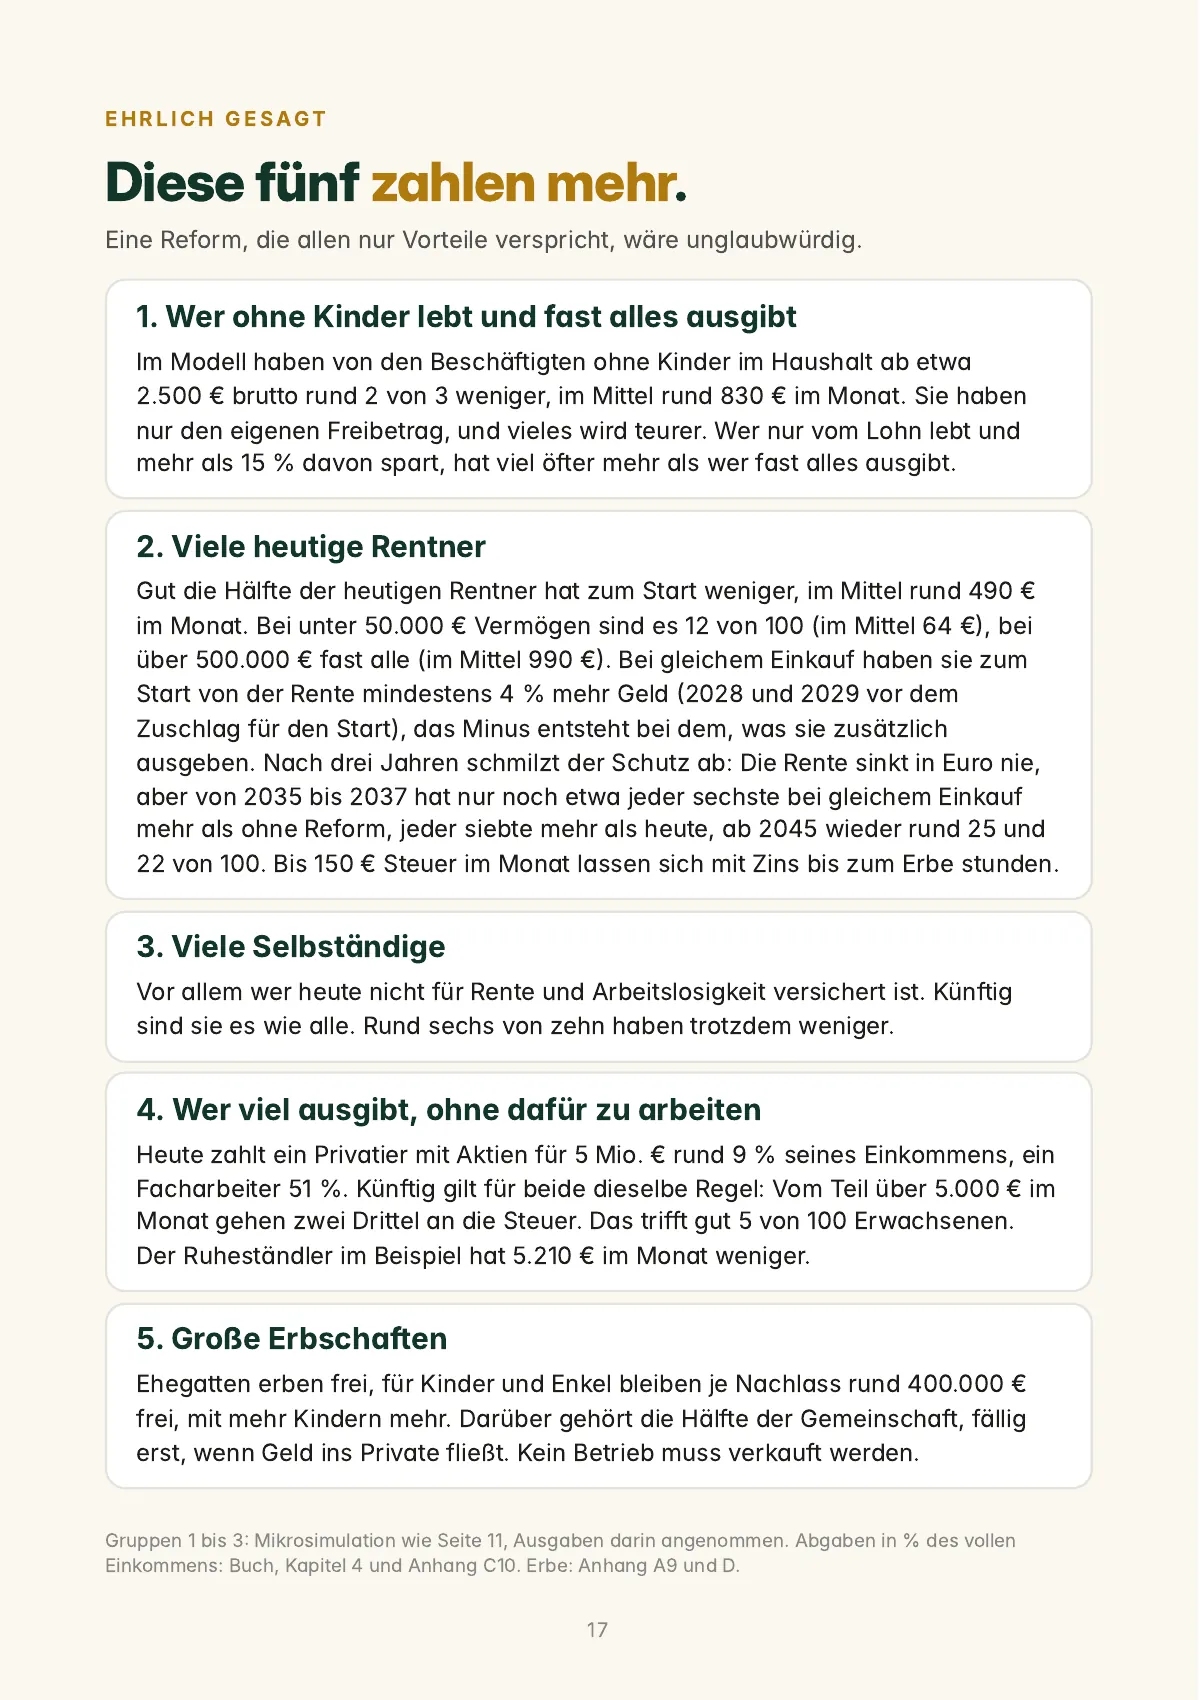 EHRLICH GESAGT
Diese fünf zahlen mehr.
Eine Reform, die allen nur Vorteile verspricht, wäre unglaubwürdig.
1. Wer ohne Kinder lebt und fast alles ausgibt
Im Modell haben von den Beschäftigten ohne Kinder im Haushalt ab etwa
2.500 € brutto rund 2 von 3 weniger, im Mittel rund 830 € im Monat. Sie haben
nur den eigenen Freibetrag, und vieles wird teurer. Wer nur vom Lohn lebt und
mehr als 15 % davon spart, hat viel öfter mehr als wer fast alles ausgibt.
2. Viele heutige Rentner
Gut die Hälfte der heutigen Rentner hat zum Start weniger, im Mittel rund 490 €
im Monat. Bei unter 50.000 € Vermögen sind es 12 von 100 (im Mittel 64 €), bei
über 500.000 € fast alle (im Mittel 990 €). Bei gleichem Einkauf haben sie zum
Start von der Rente mindestens 4 % mehr Geld (2028 und 2029 vor dem
Zuschlag für den Start), das Minus entsteht bei dem, was sie zusätzlich
ausgeben. Nach drei Jahren schmilzt der Schutz ab: Die Rente sinkt in Euro nie,
aber von 2035 bis 2037 hat nur noch etwa jeder sechste bei gleichem Einkauf
mehr als ohne Reform, jeder siebte mehr als heute, ab 2045 wieder rund 25 und
22 von 100. Bis 150 € Steuer im Monat lassen sich mit Zins bis zum Erbe stunden.
3. Viele Selbständige
Vor allem wer heute nicht für Rente und Arbeitslosigkeit versichert ist. Künftig
sind sie es wie alle. Rund sechs von zehn haben trotzdem weniger.
4. Wer viel ausgibt, ohne dafür zu arbeiten
Heute zahlt ein Privatier mit Aktien für 5 Mio. € rund 9 % seines Einkommens, ein
Facharbeiter 51 %. Künftig gilt für beide dieselbe Regel: Vom Teil über 5.000 € im
Monat gehen zwei Drittel an die Steuer. Das trifft gut 5 von 100 Erwachsenen.
Der Ruheständler im Beispiel hat 5.210 € im Monat weniger.
5. Große Erbschaften
Ehegatten erben frei, für Kinder und Enkel bleiben je Nachlass rund 400.000 €
frei, mit mehr Kindern mehr. Darüber gehört die Hälfte der Gemeinschaft, fällig
erst, wenn Geld ins Private fließt. Kein Betrieb muss verkauft werden.
Gruppen 1 bis 3: Mikrosimulation wie Seite 11, Ausgaben darin angenommen. Abgaben in % des vollen
Einkommens: Buch, Kapitel 4 und Anhang C10. Erbe: Anhang A9 und D.
17